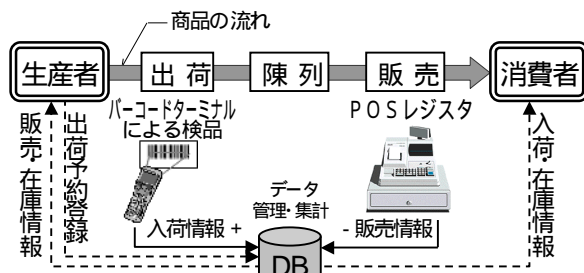 商品の流れ
生産者
出荷
陳列
販売
消費者
バーコードターミナル
による検品
POSレジスタ
販売・在庫情報
出荷予約登録
入荷・在庫情報
データ
管理・集計
入荷情報 +
- 販売情報
DB